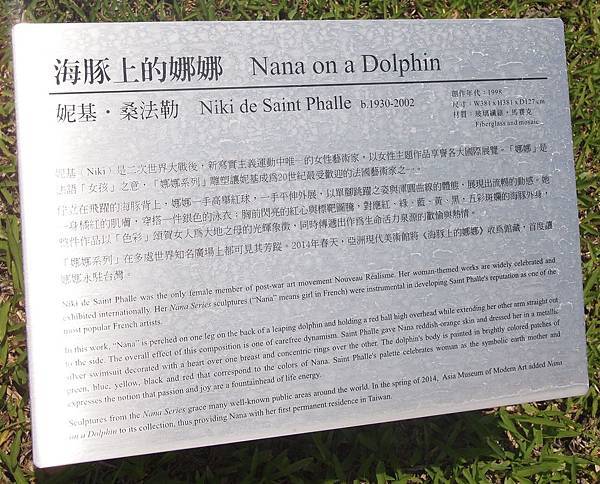 海豚上的娜娜 Nana on a Dolphin
妮基・桑法勒 Niki de Saint Phalle b.1930-2002
創作年代：1998
尺寸：W381 x H381 x D127 cm
材質：玻璃纖維，馬賽克
Fiberglass and mosaic
妮基（Niki）是二次世界大戰後，新寫實主義運動中唯一的女性藝術家，以女性主題作品享譽各大國際展覽。「娜娜」是
法語「女孩」之意，「娜娜系列」雕塑讓妮基成為20世紀最受歡迎的法國藝術家之一。
佇立在飛躍的海豚背上，娜娜一手高舉紅球，一手平伸外展，以單腳跳躍之姿與渾圓曲線的體態，展現出流暢的動感。她
一身橘紅的肌膚，穿搭一件銀色的泳衣，胸前閃亮的紅心與標靶圖騰，對應紅、綠、藍、黃、黑，五彩斑斕的海豚外身，
整件作品以「色彩」頌賀女人為大地之母的光輝象徵，同時傳遞出作為生命活力泉源的歡愉與熱情。
「娜娜系列」在多處世界知名廣場上都可見其芳蹤。2014年春天，亞洲現代美術館將《海豚上的娜娜》收為館藏，首度讓
娜娜永駐台灣。
Niki de Saint Phalle was the only female member of post-war art movement Nouveau Réalisme. Her woman-themed works are widely celebrated and
exhibited internationally. Her Nana Series sculptures ("Nana" means girl in French) were instrumental in developing Saint Phalle's reputation as one of the
most popular French artists.
In this work, "Nana" is perched on one leg on the back of a leaping dolphin and holding a red ball high overhead while extending her other arm straight out
to the side. The overall effect of this composition is one of carefree dynamism. Saint Phalle gave Nana reddish-orange skin and dressed her in a metallic
silver swimsuit decorated with a heart over one breast and concentric rings over the other. The dolphin's body is painted in brightly colored patches of
green, blue, yellow, black and red that correspond to the colors of Nana. Saint Phalle's palette celebrates woman as the symbolic earth mother and
expresses the notion that passion and joy are a fountainhead of life energy.
Sculptures from the Nana Series grace many well-known public areas around the world. In the spring of 2014, Asia Museum of Modern Art added Nana
on a Dolphin to its collection, thus providing Nana with her first permanent residence in Taiwan.